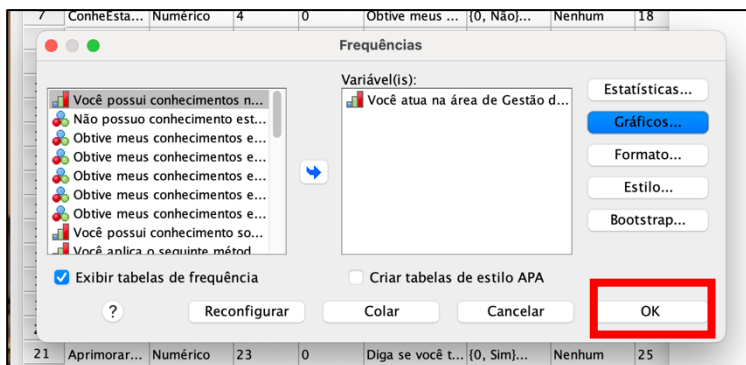 7 ConheEsta... Numérico 4 0 Obtive meus ... {0, Não}... Nenhum 18
Frequências
Variável(is):
Você possui conhecimentos n...
Não possuo conhecimento est...
Obtive meus conhecimentos e...
Obtive meus conhecimentos e...
Obtive meus conhecimentos e...
Obtive meus conhecimentos e...
Obtive meus conhecimentos e...
Você possui conhecimento so...
Você aplica o seguinte métod
Você atua na área de Gestão d...
Estatísticas...
Gráficos...
Formato...
Estilo...
Bootstrap...
Exibir tabelas de frequência
Criar tabelas de estilo APA
? Reconfigurar Colar Cancelar OK
21 Aprimorar... Numérico 23 0 Diga se você t... {0, Sim}... Nenhum 25